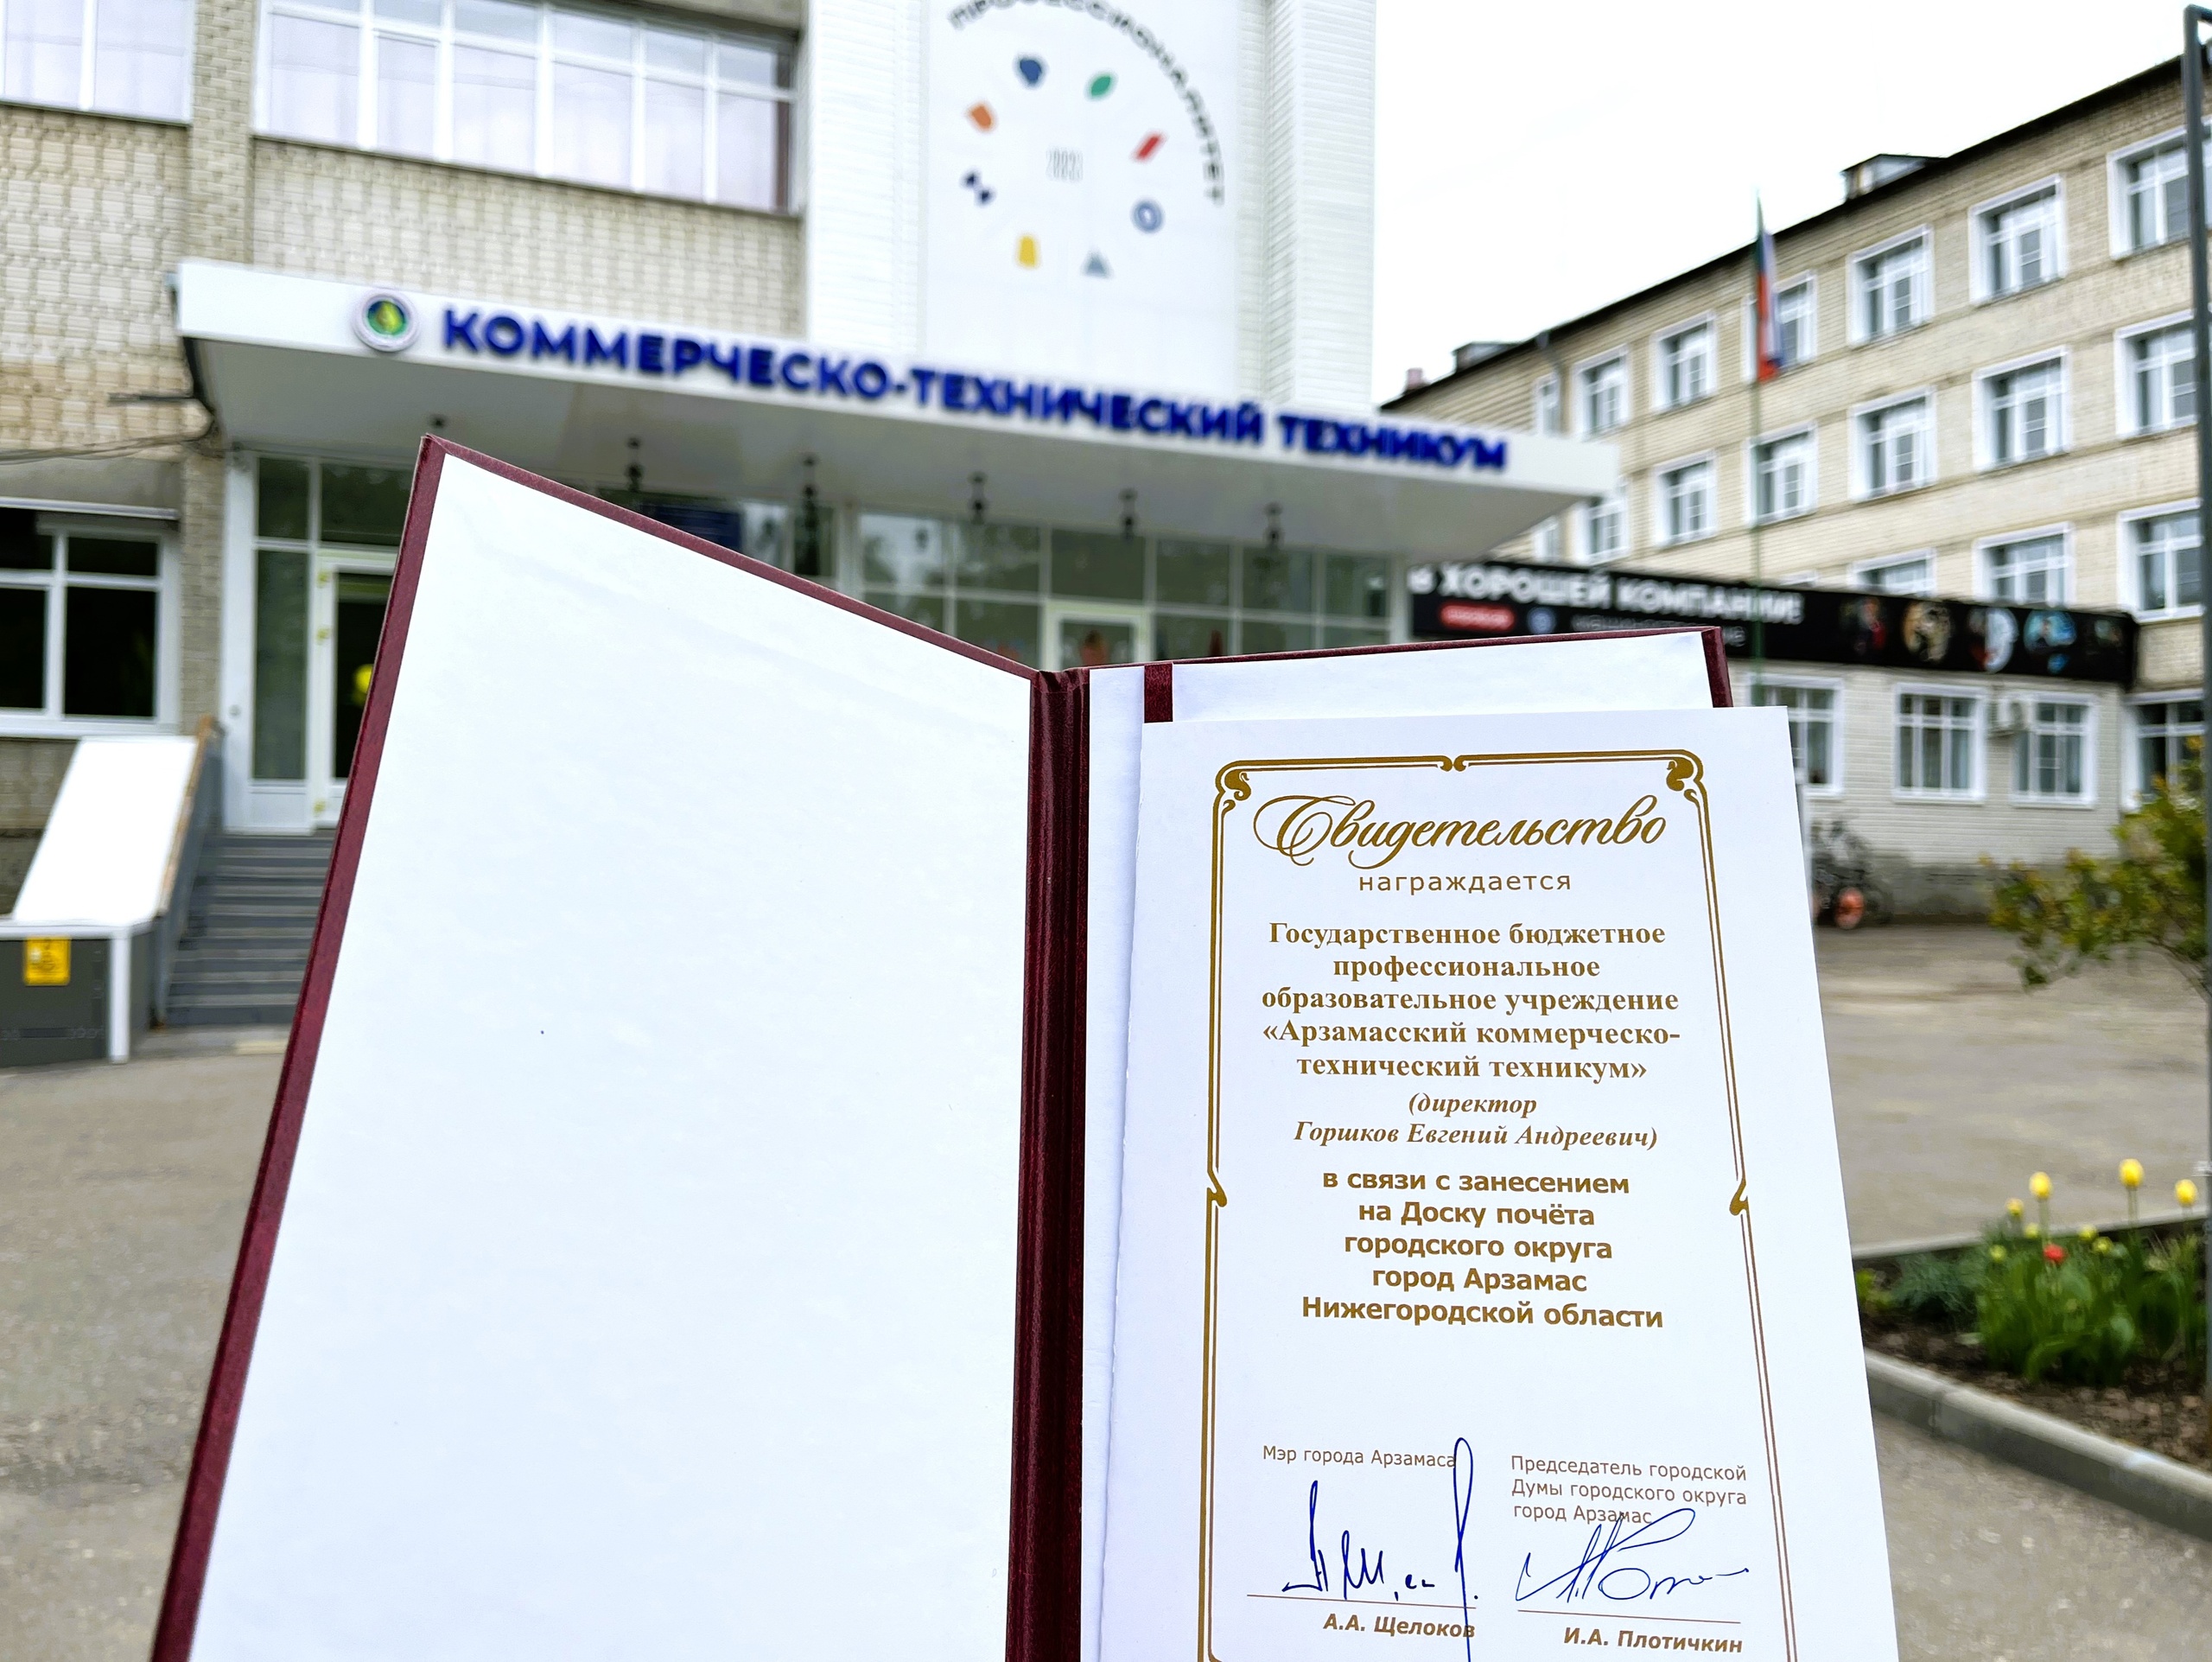 ПРОФЕССИОНАЛИТЕТ
2023
КОММЕРЧЕСКО-ТЕХНИЧЕСКИЙ ТЕХНИКУМ
В ХОРОШЕЙ КОМПАНИИ!
Свидетельство
награждается
Государственное бюджетное
профессиональное
образовательное учреждение
«Арзамасский коммерческо-
технический техникум»
(директор
Горшков Евгений Андреевич)
в связи с занесением
на Доску почёта
городского округа
город Арзамас
Нижегородской области
Мэр города Арзамаса
А.А. Щелоков
Председатель городской
Думы городского округа
город Арзамас
И.А. Плотичкин